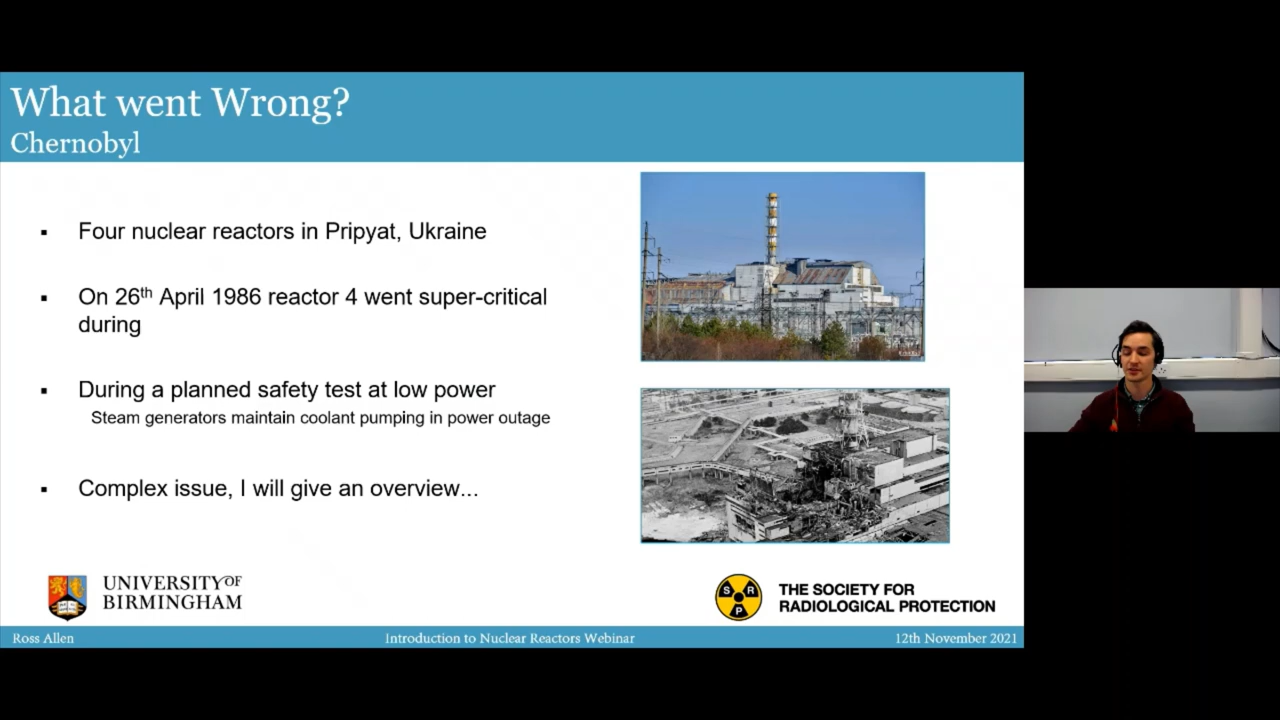 What went Wrong?
Chernobyl
▪ Four nuclear reactors in Pripyat, Ukraine
▪ On 26th April 1986 reactor 4 went super-critical
during
▪ During a planned safety test at low power
Steam generators maintain coolant pumping in power outage
▪ Complex issue, I will give an overview...
UNIVERSITY OF
BIRMINGHAM
S R
P
THE SOCIETY FOR
RADIOLOGICAL PROTECTION
Ross Allen
Introduction to Nuclear Reactors Webinar
12th November 2021